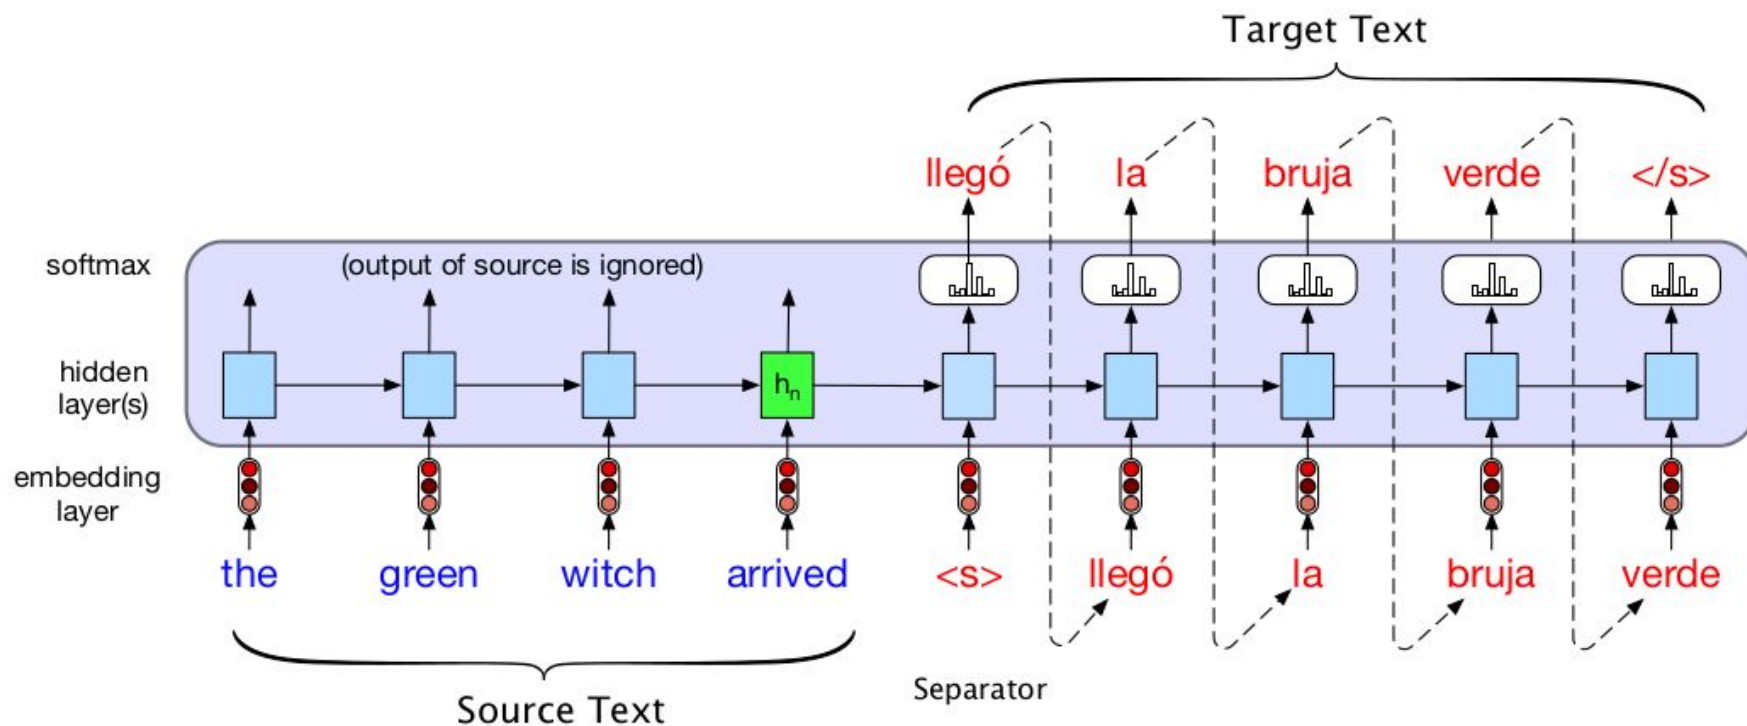 Target Text
llegó la bruja verde </s>
softmax (output of source is ignored)
hidden
layer(s)
h_n
embedding
layer
the green witch arrived <s> llegó la bruja verde
Separator
Source Text